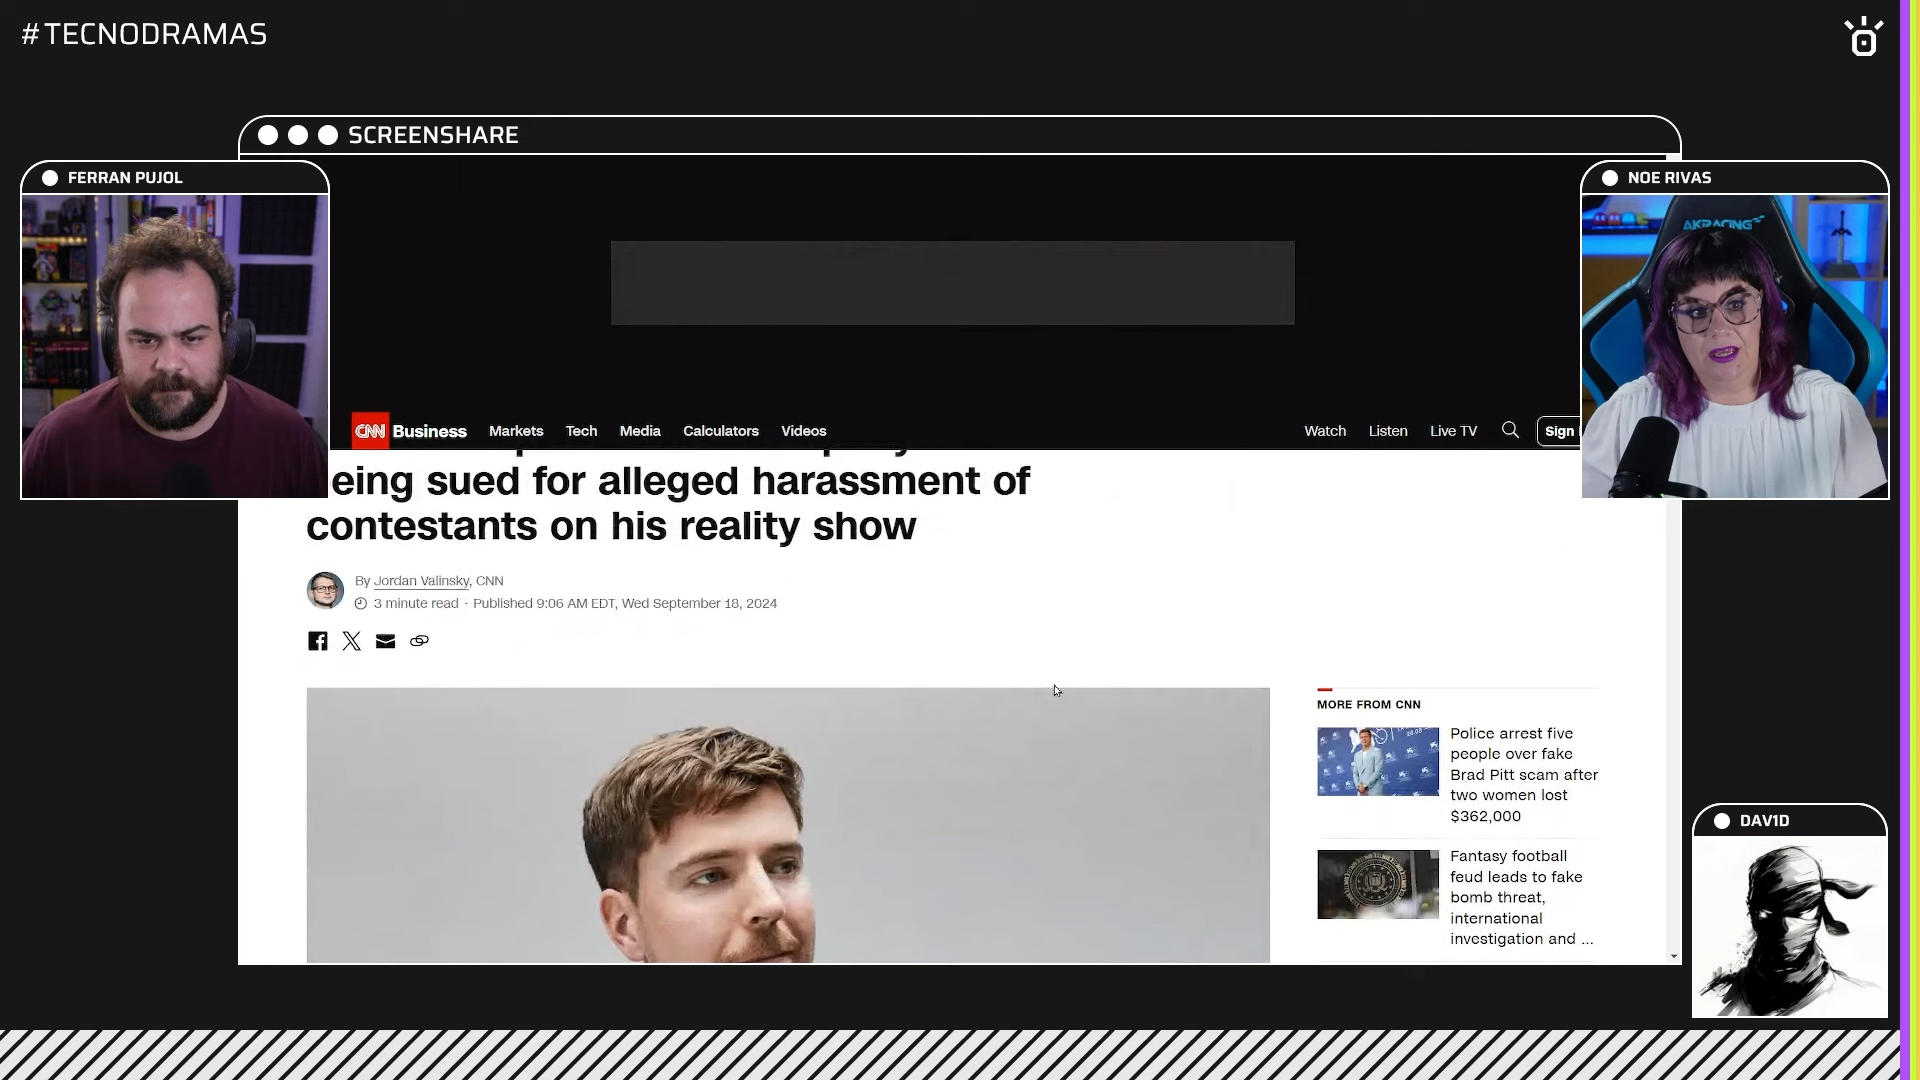 #TECNODRAMAS
SCREENSHARE
FERRAN PUJOL
NOE RIVAS
AKRACING
CNN Business Markets Tech Media Calculators Videos Watch Listen Live TV Sign
eing sued for alleged harassment of
contestants on his reality show
By Jordan Valinsky, CNN
3 minute read · Published 9:06 AM EDT, Wed September 18, 2024
MORE FROM CNN
Police arrest five
people over fake
Brad Pitt scam after
two women lost
$362,000
Fantasy football
feud leads to fake
bomb threat,
international
investigation and ...
DAV1D